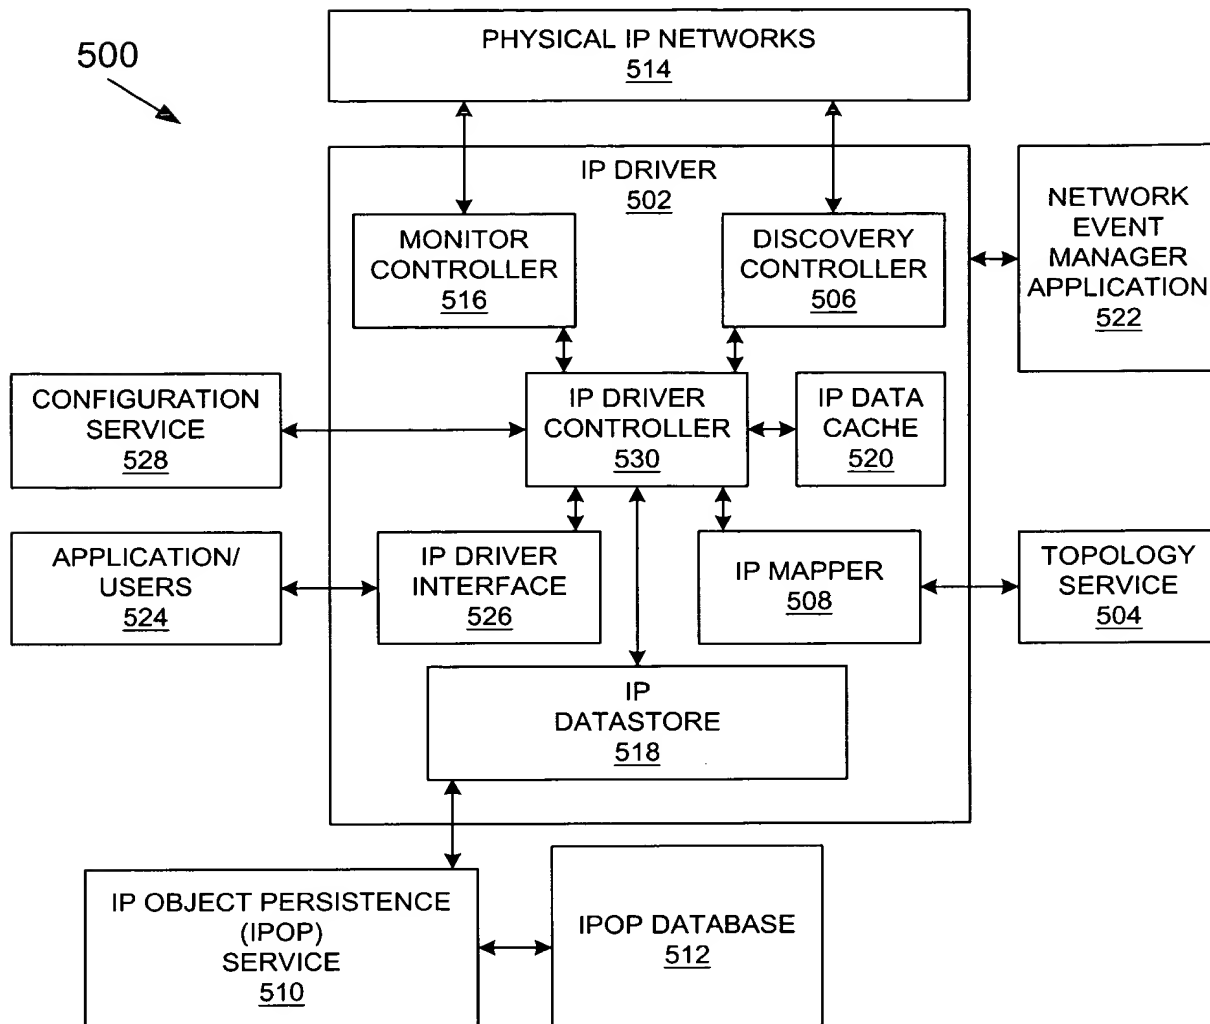 500
PHYSICAL IP NETWORKS
514
IP DRIVER
502
MONITOR
CONTROLLER
516
DISCOVERY
CONTROLLER
506
NETWORK
EVENT
MANAGER
APPLICATION
522
CONFIGURATION
SERVICE
528
IP DRIVER
CONTROLLER
530
IP DATA
CACHE
520
APPLICATION/
USERS
524
IP DRIVER
INTERFACE
526
IP MAPPER
508
TOPOLOGY
SERVICE
504
IP
DATASTORE
518
IP OBJECT PERSISTENCE
(IPOP)
SERVICE
510
IPOP DATABASE
512